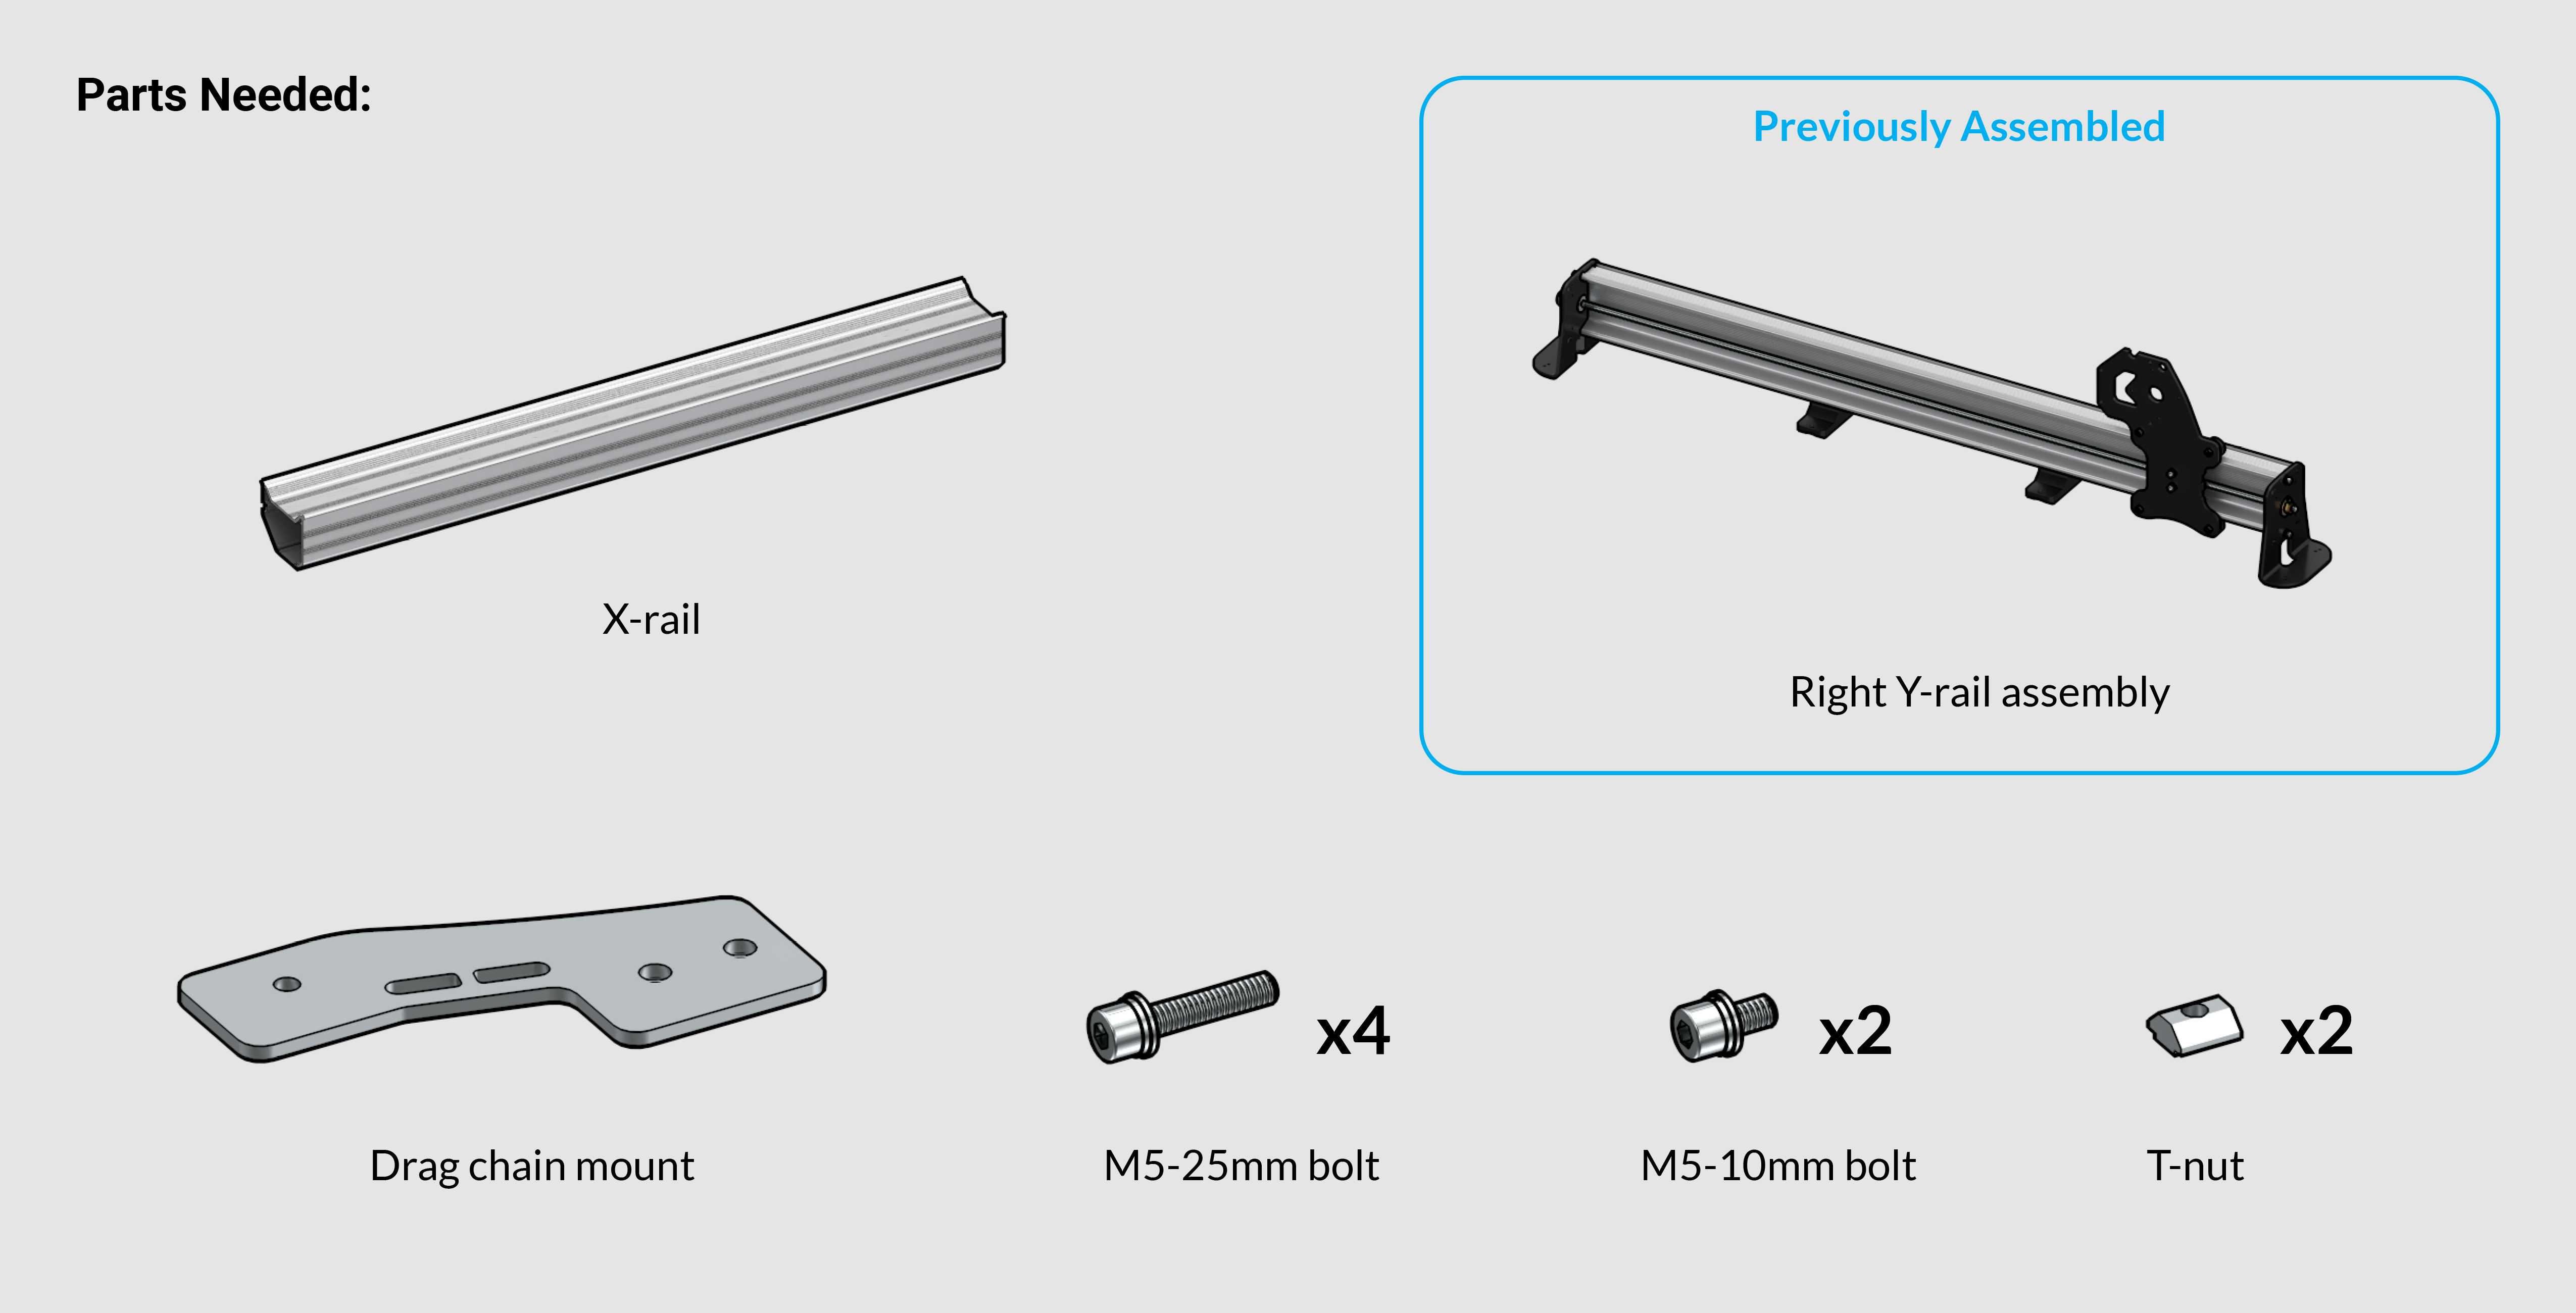 Parts Needed:
Previously Assembled
X-rail
Right Y-rail assembly
x4
x2
x2
Drag chain mount
M5-25mm bolt
M5-10mm bolt
T-nut